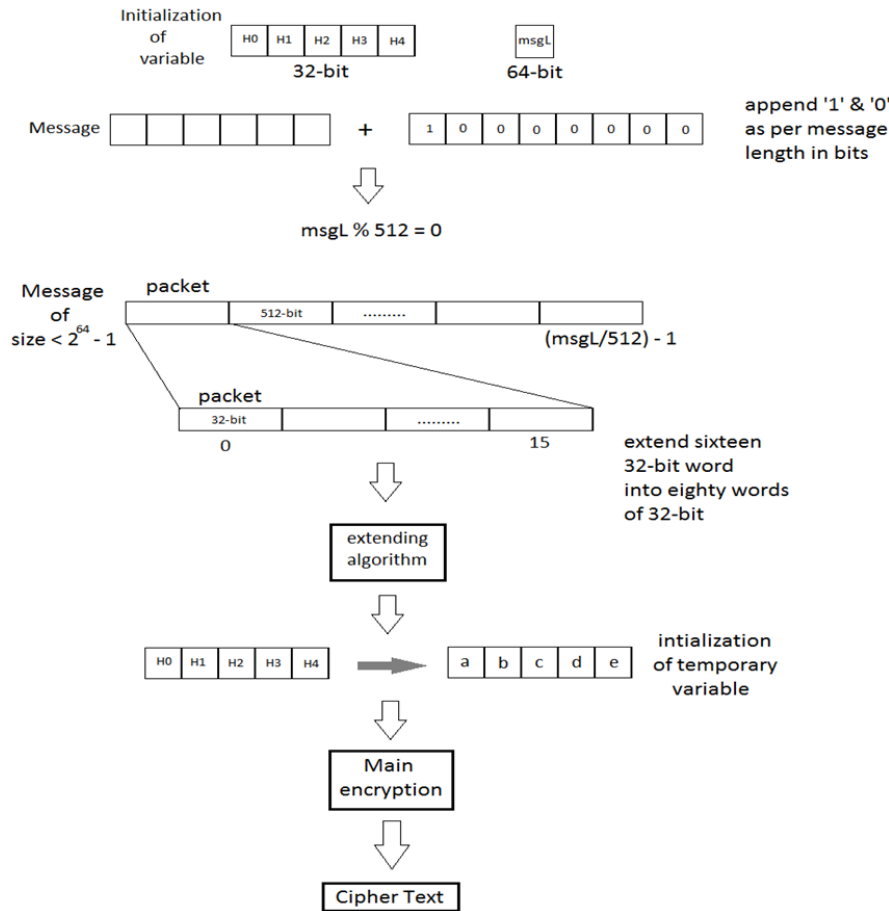 Initialization
of
variable
H0 H1 H2 H3 H4
32-bit
msgL
64-bit
Message
+
1 0 0 0 0 0 0 0
append '1' & '0'
as per message
length in bits
msgL % 512 = 0
Message
of
size < 2^64 - 1
packet
512-bit .........
(msgL/512) - 1
packet
32-bit .........
0 15
extend sixteen
32-bit word
into eighty words
of 32-bit
extending
algorithm
H0 H1 H2 H3 H4
a b c d e
intialization
of temporary
variable
Main
encryption
Cipher Text